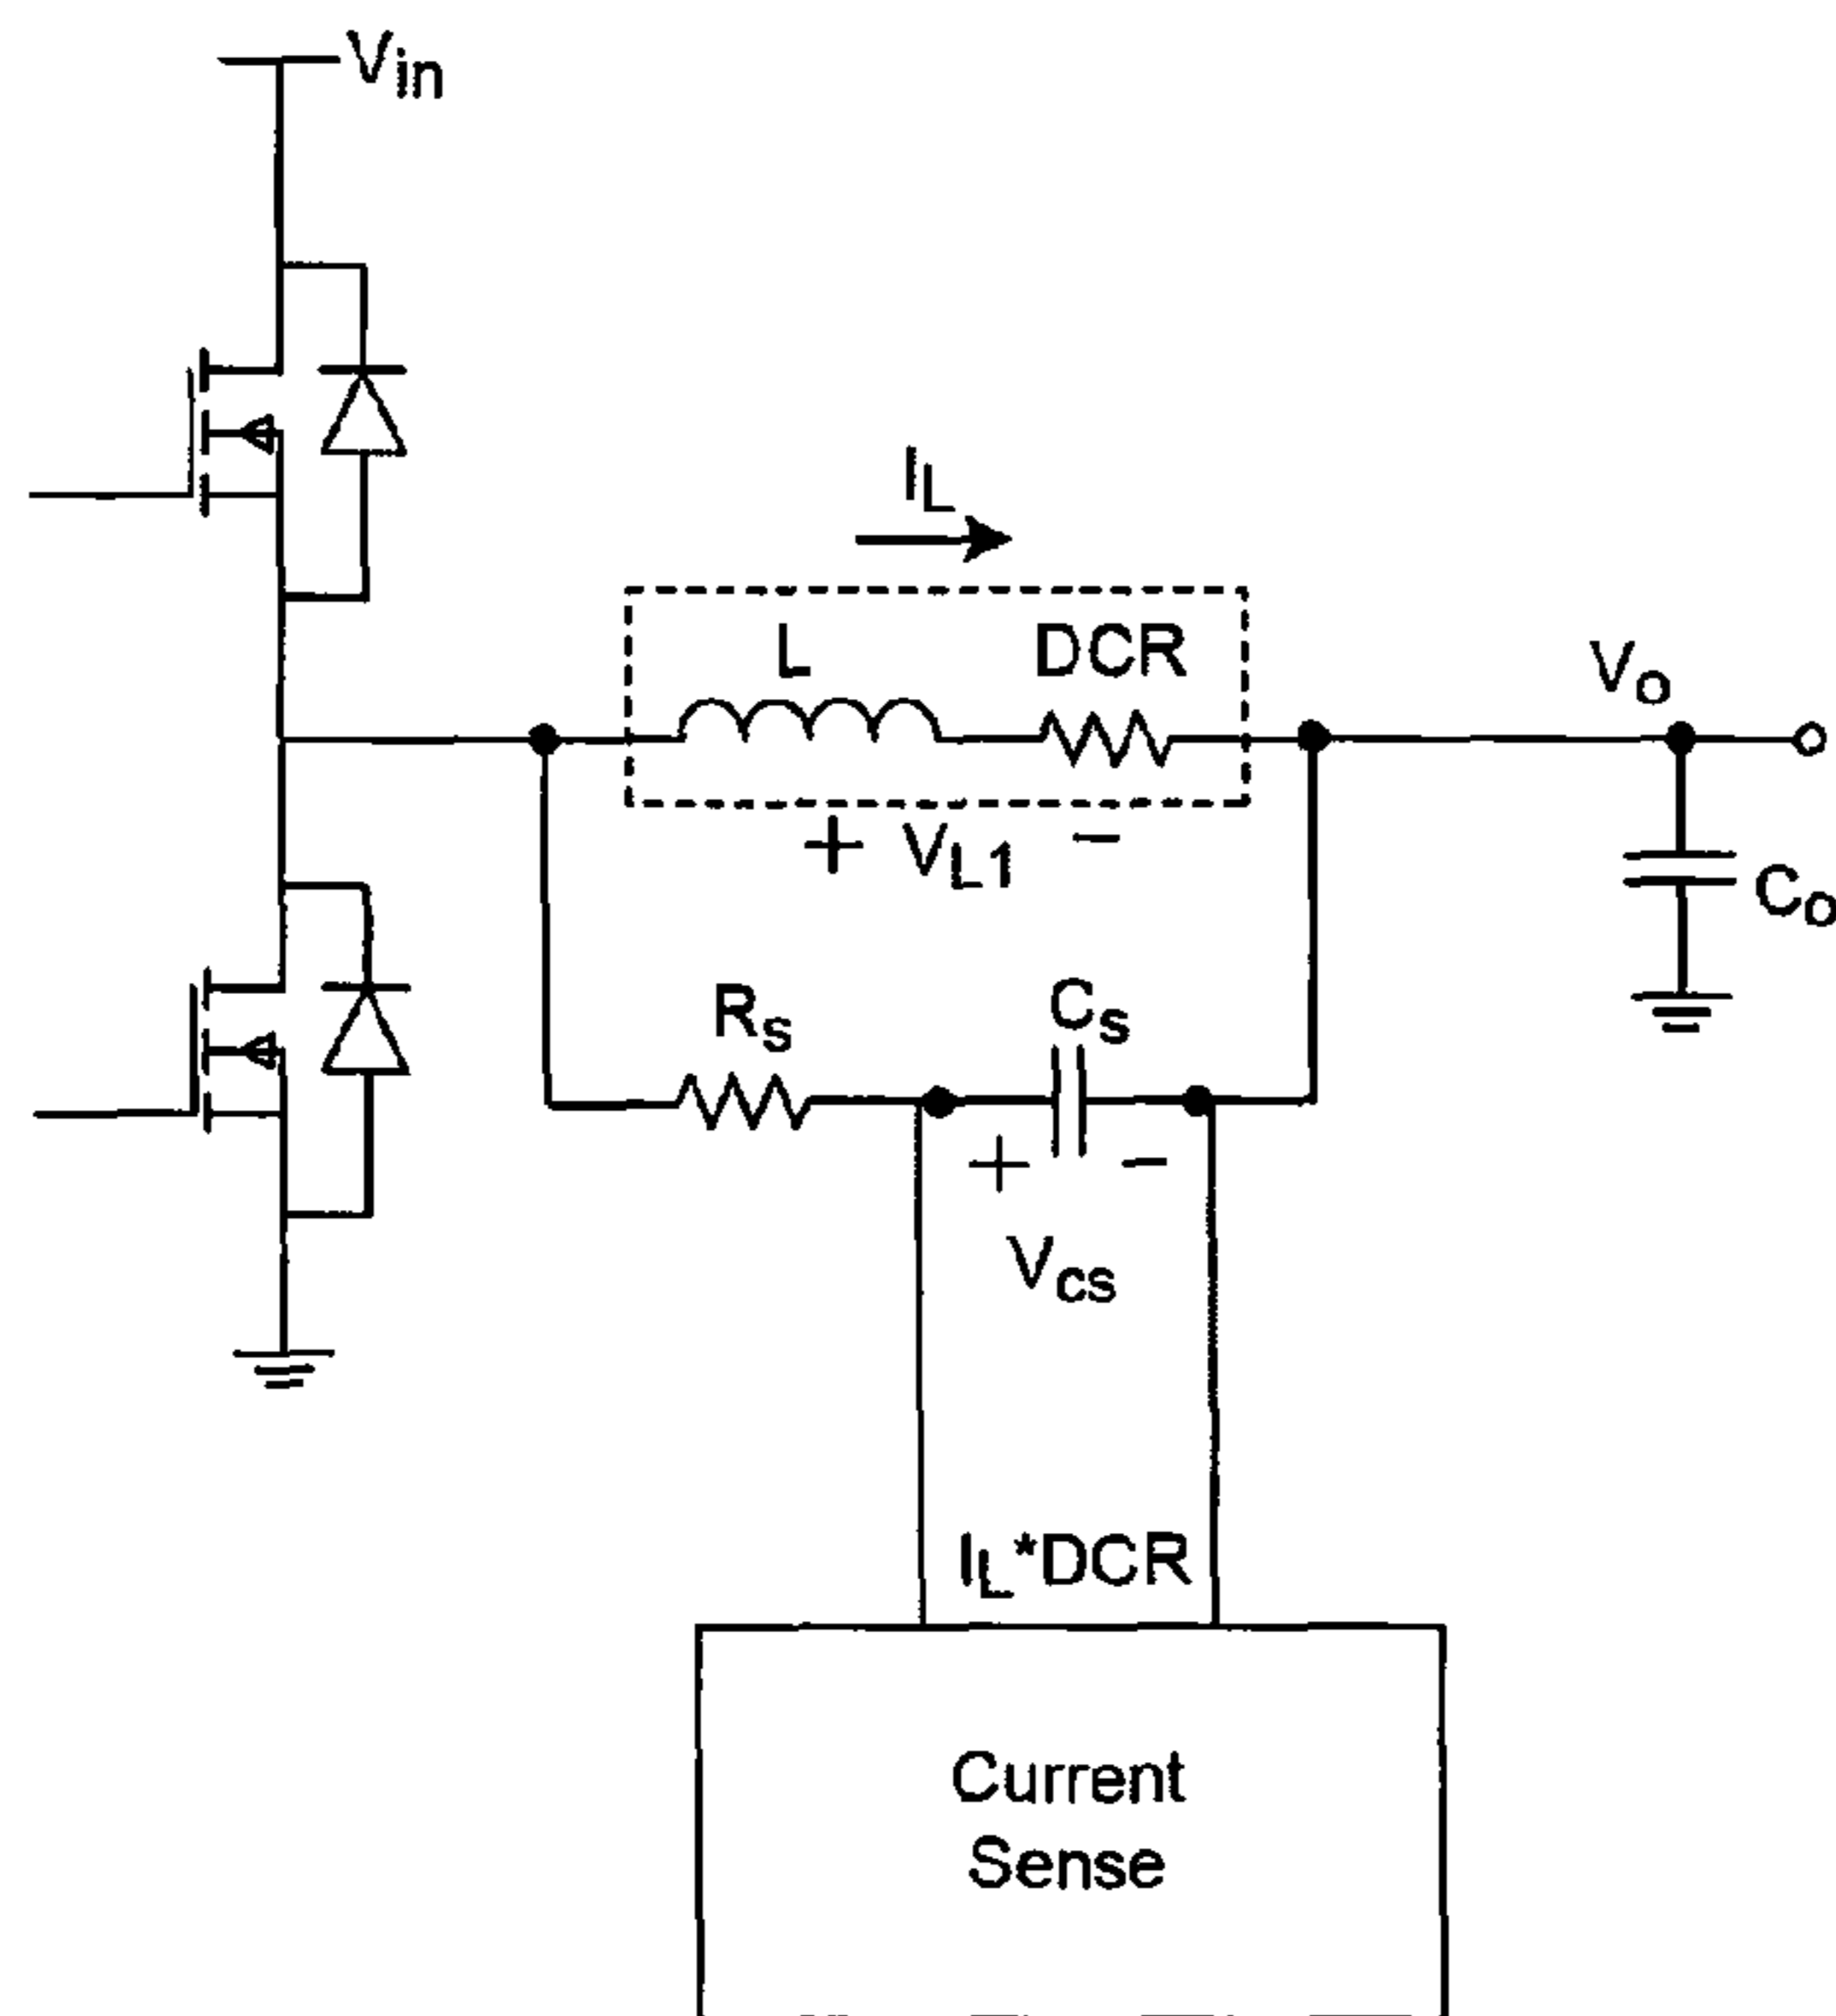 Vin
IL
L
DCR
Vo
+ VL1 −
Co
Rs
Cs
+ −
Vcs
IL*DCR
Current
Sense